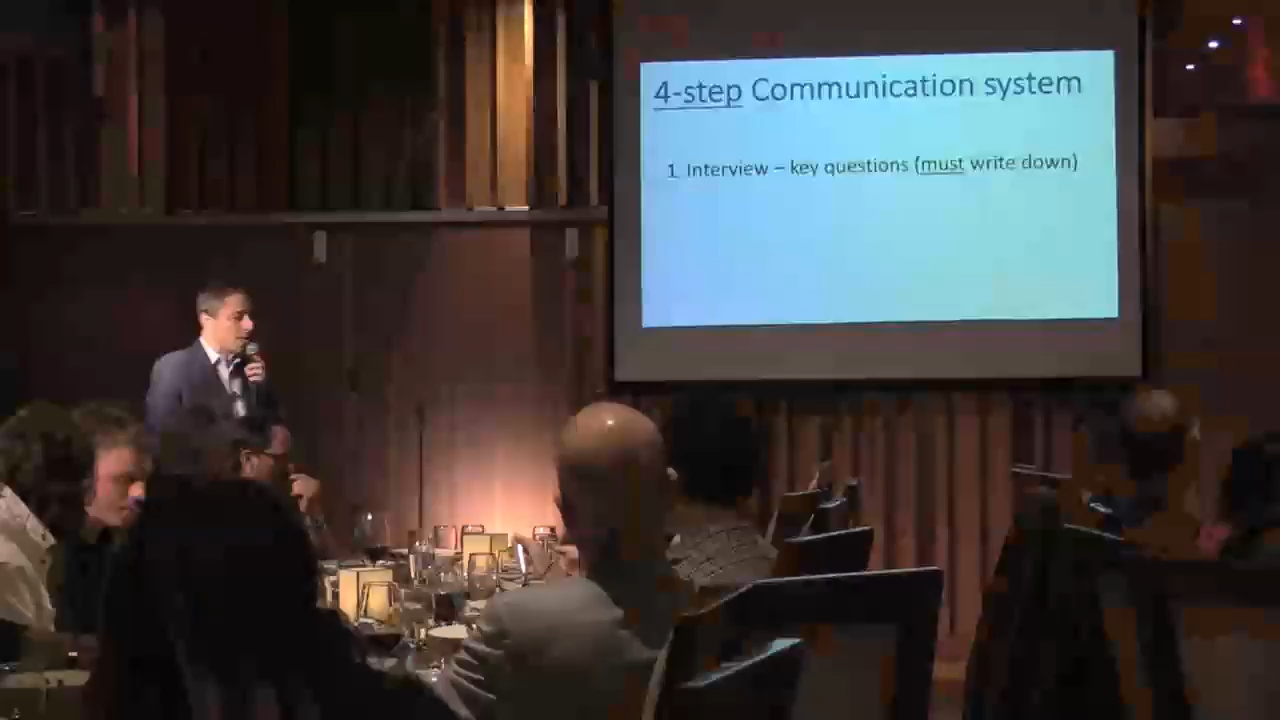 4-step Communication system
1. Interview – key questions (must write down)